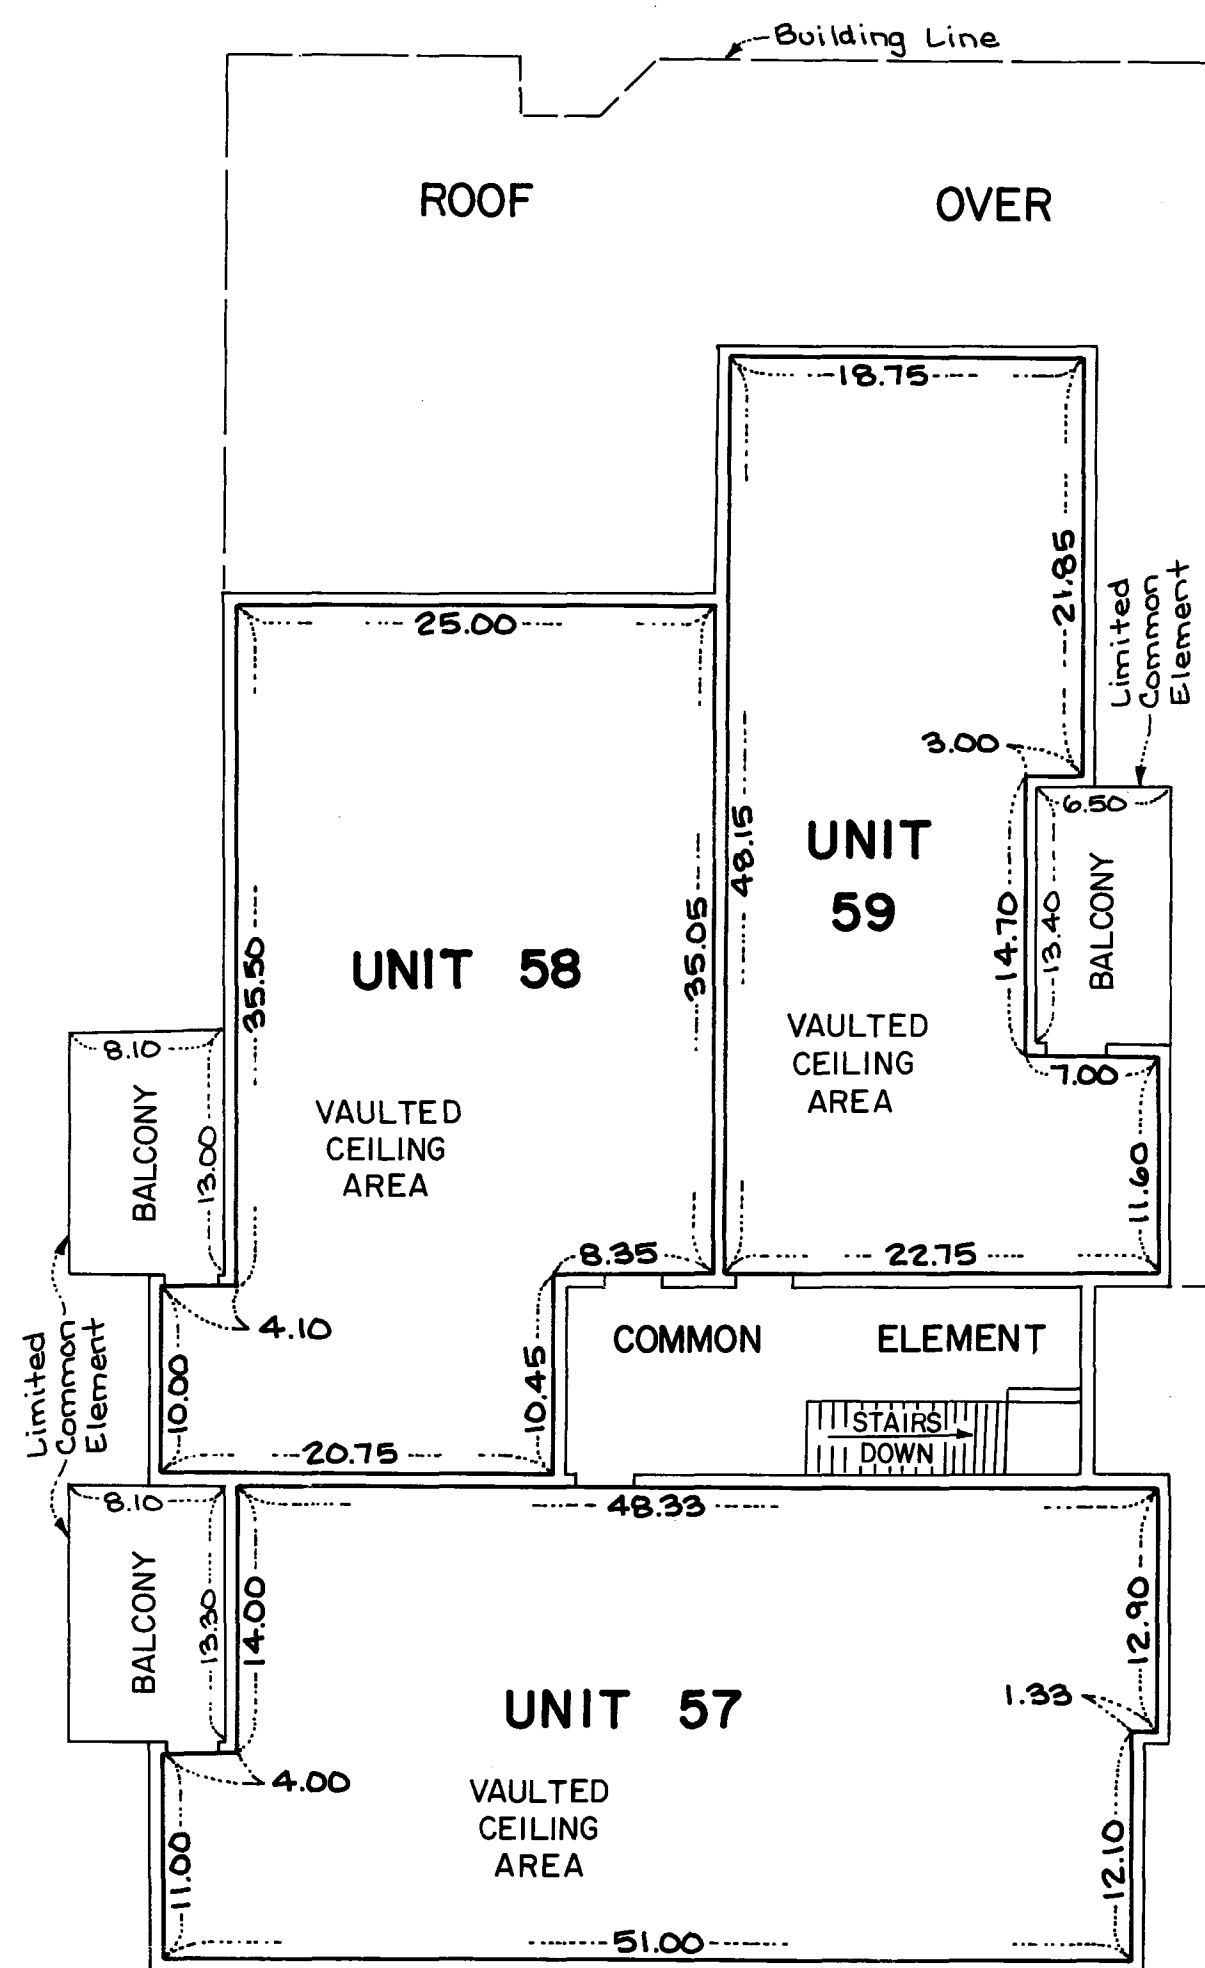 Building Line
ROOF OVER
18.75
21.85
Limited
Common
Element
25.00
3.00
6.50
48.15
UNIT
59
14.70
13.40
BALCONY
35.50
UNIT 58
35.05
VAULTED
CEILING
AREA
7.00
8.10
BALCONY
13.00
VAULTED
CEILING
AREA
11.60
8.35
22.75
4.10
Limited
Common
Element
10.00
10.45
COMMON ELEMENT
STAIRS
DOWN
20.75
8.10
48.33
BALCONY
13.30
14.00
12.90
UNIT 57
1.33
4.00
VAULTED
CEILING
AREA
11.00
12.10
51.00